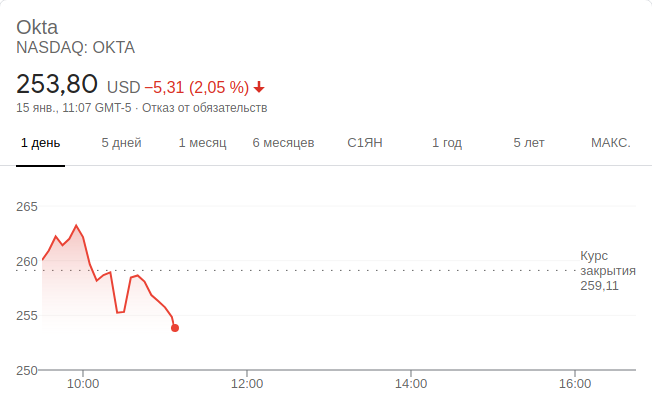 Okta
NASDAQ: OKTA
253,80 USD −5,31 (2,05 %)
15 янв., 11:07 GMT-5 · Отказ от обязательств
1 день 5 дней 1 месяц 6 месяцев С1ЯН 1 год 5 лет МАКС.
265
260
255
250
Курс
закрытия
259,11
10:00 12:00 14:00 16:00